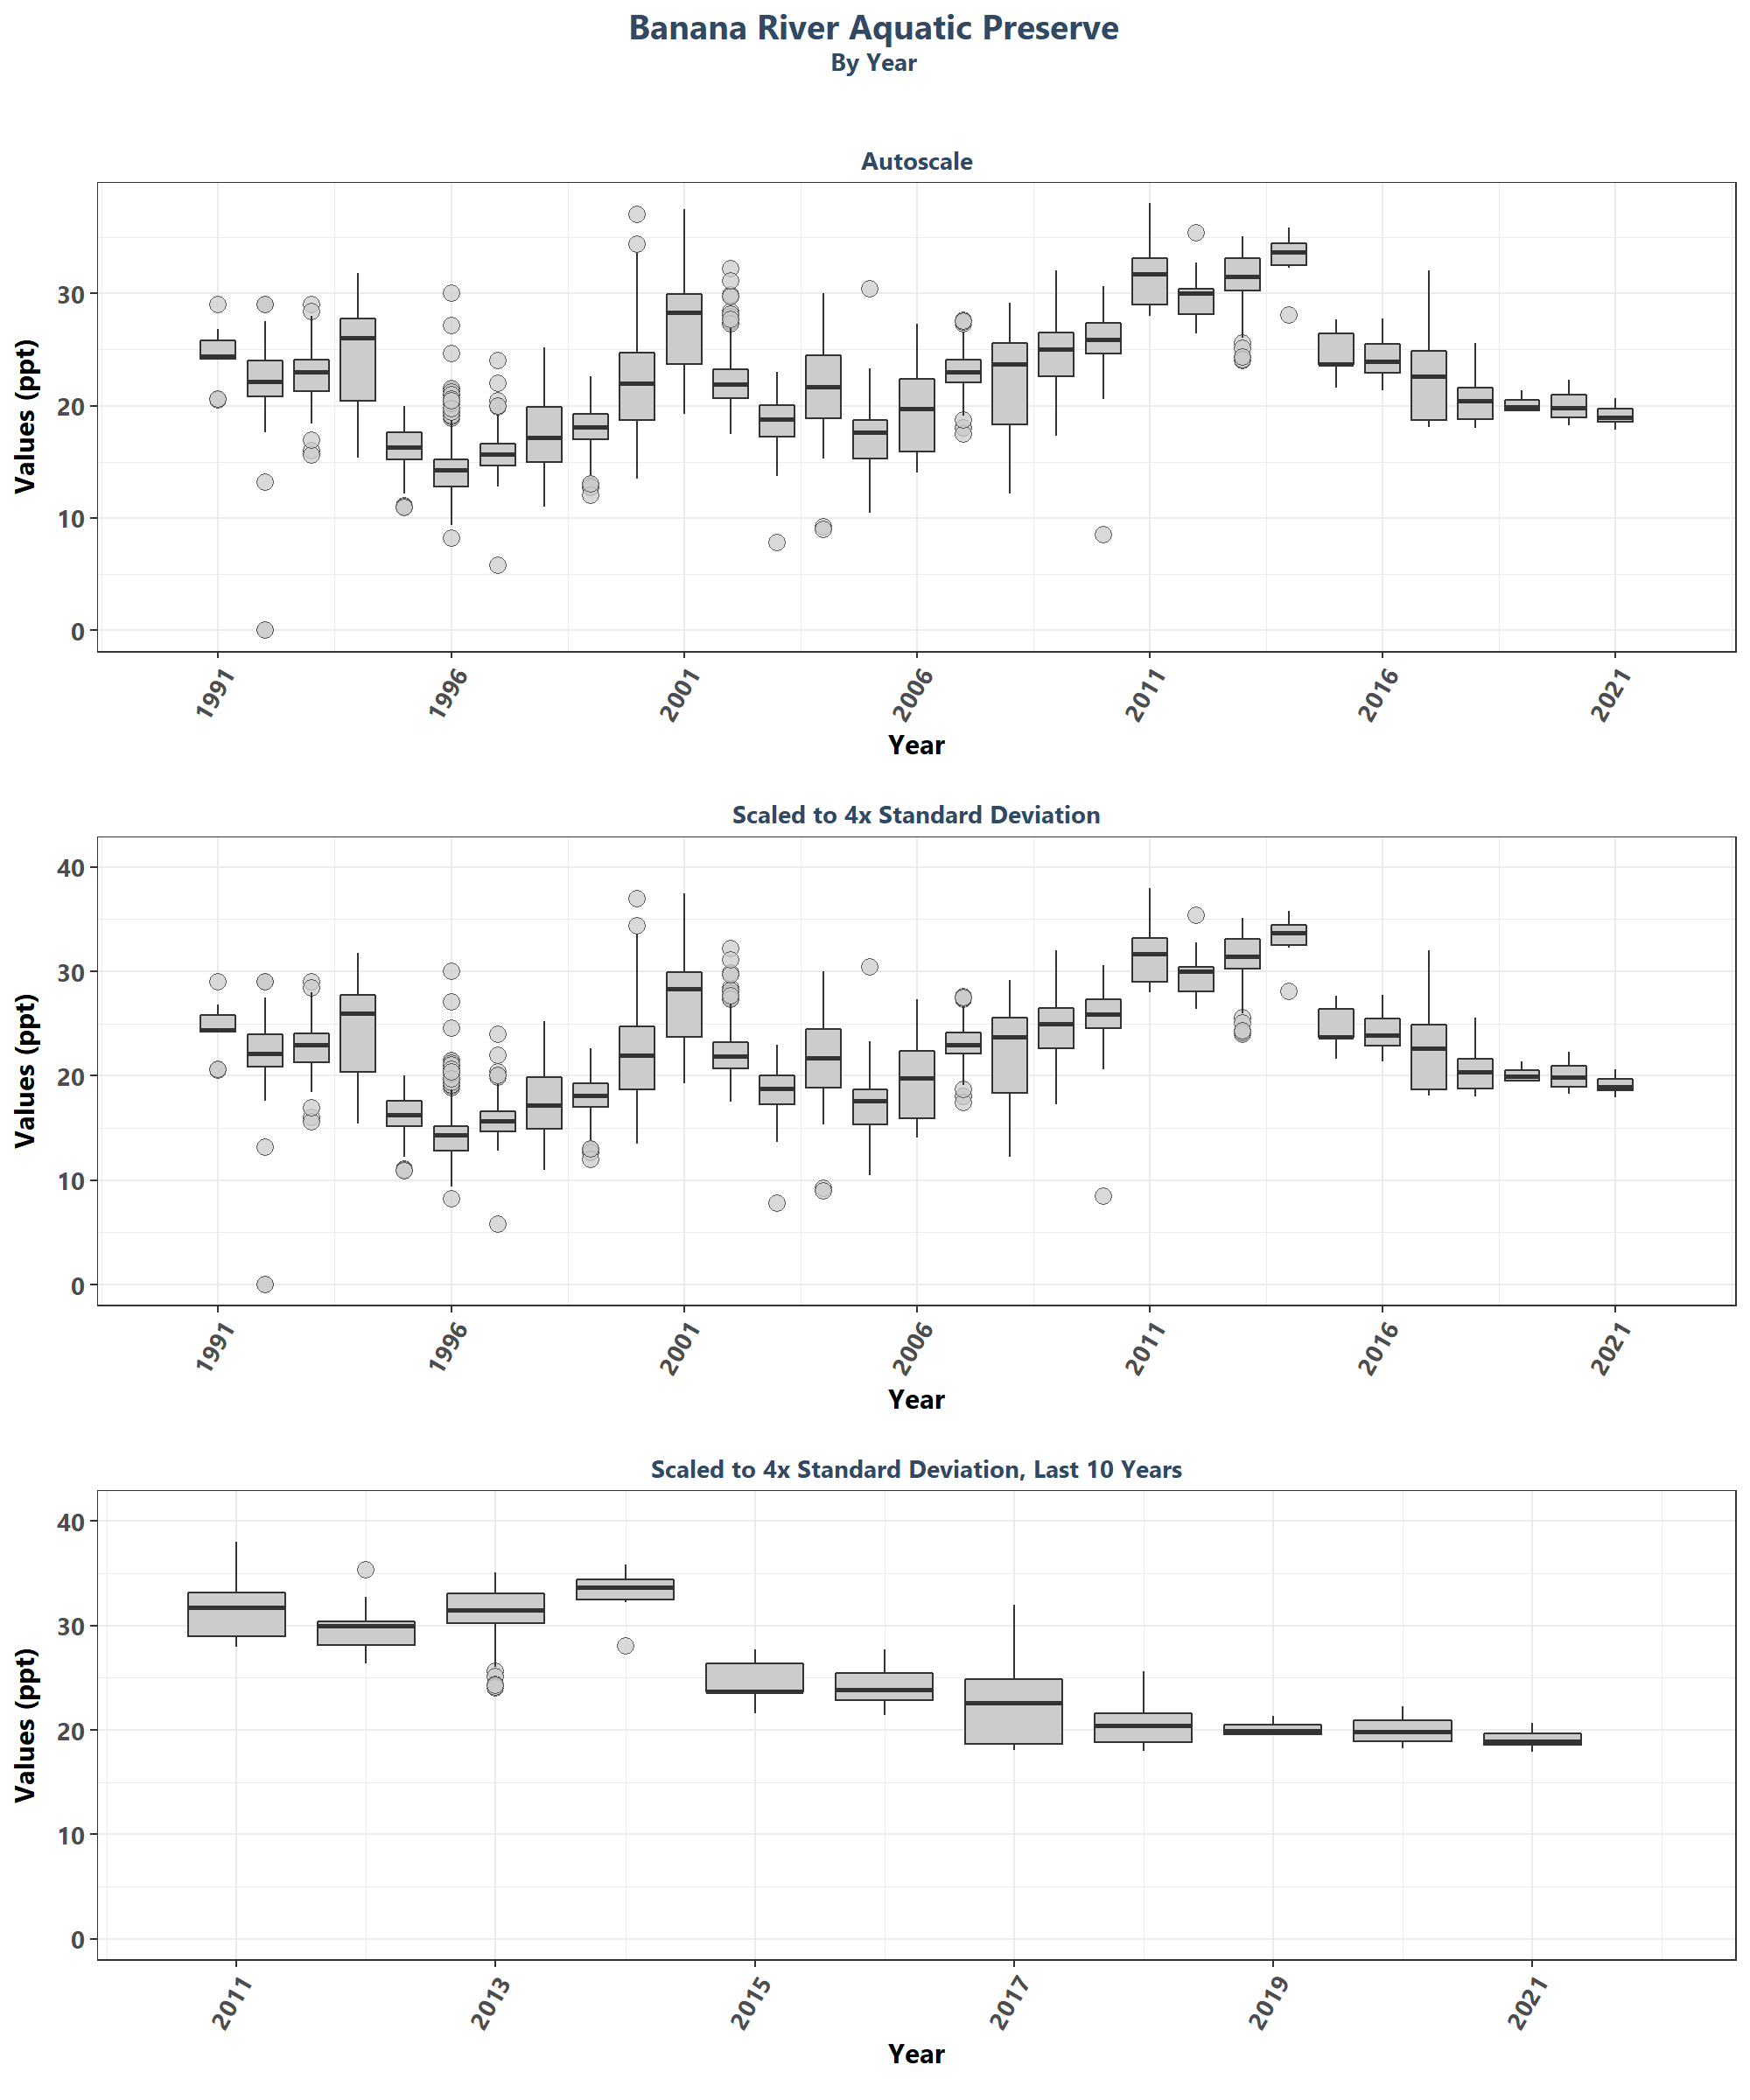 Banana River Aquatic Preserve
By Year
Autoscale
Values (ppt)
30
20
10
0
1991 1996 2001 2006 2011 2016 2021
Year
Scaled to 4x Standard Deviation
Values (ppt)
40
30
20
10
0
1991 1996 2001 2006 2011 2016 2021
Year
Scaled to 4x Standard Deviation, Last 10 Years
Values (ppt)
40
30
20
10
0
2011 2013 2015 2017 2019 2021
Year